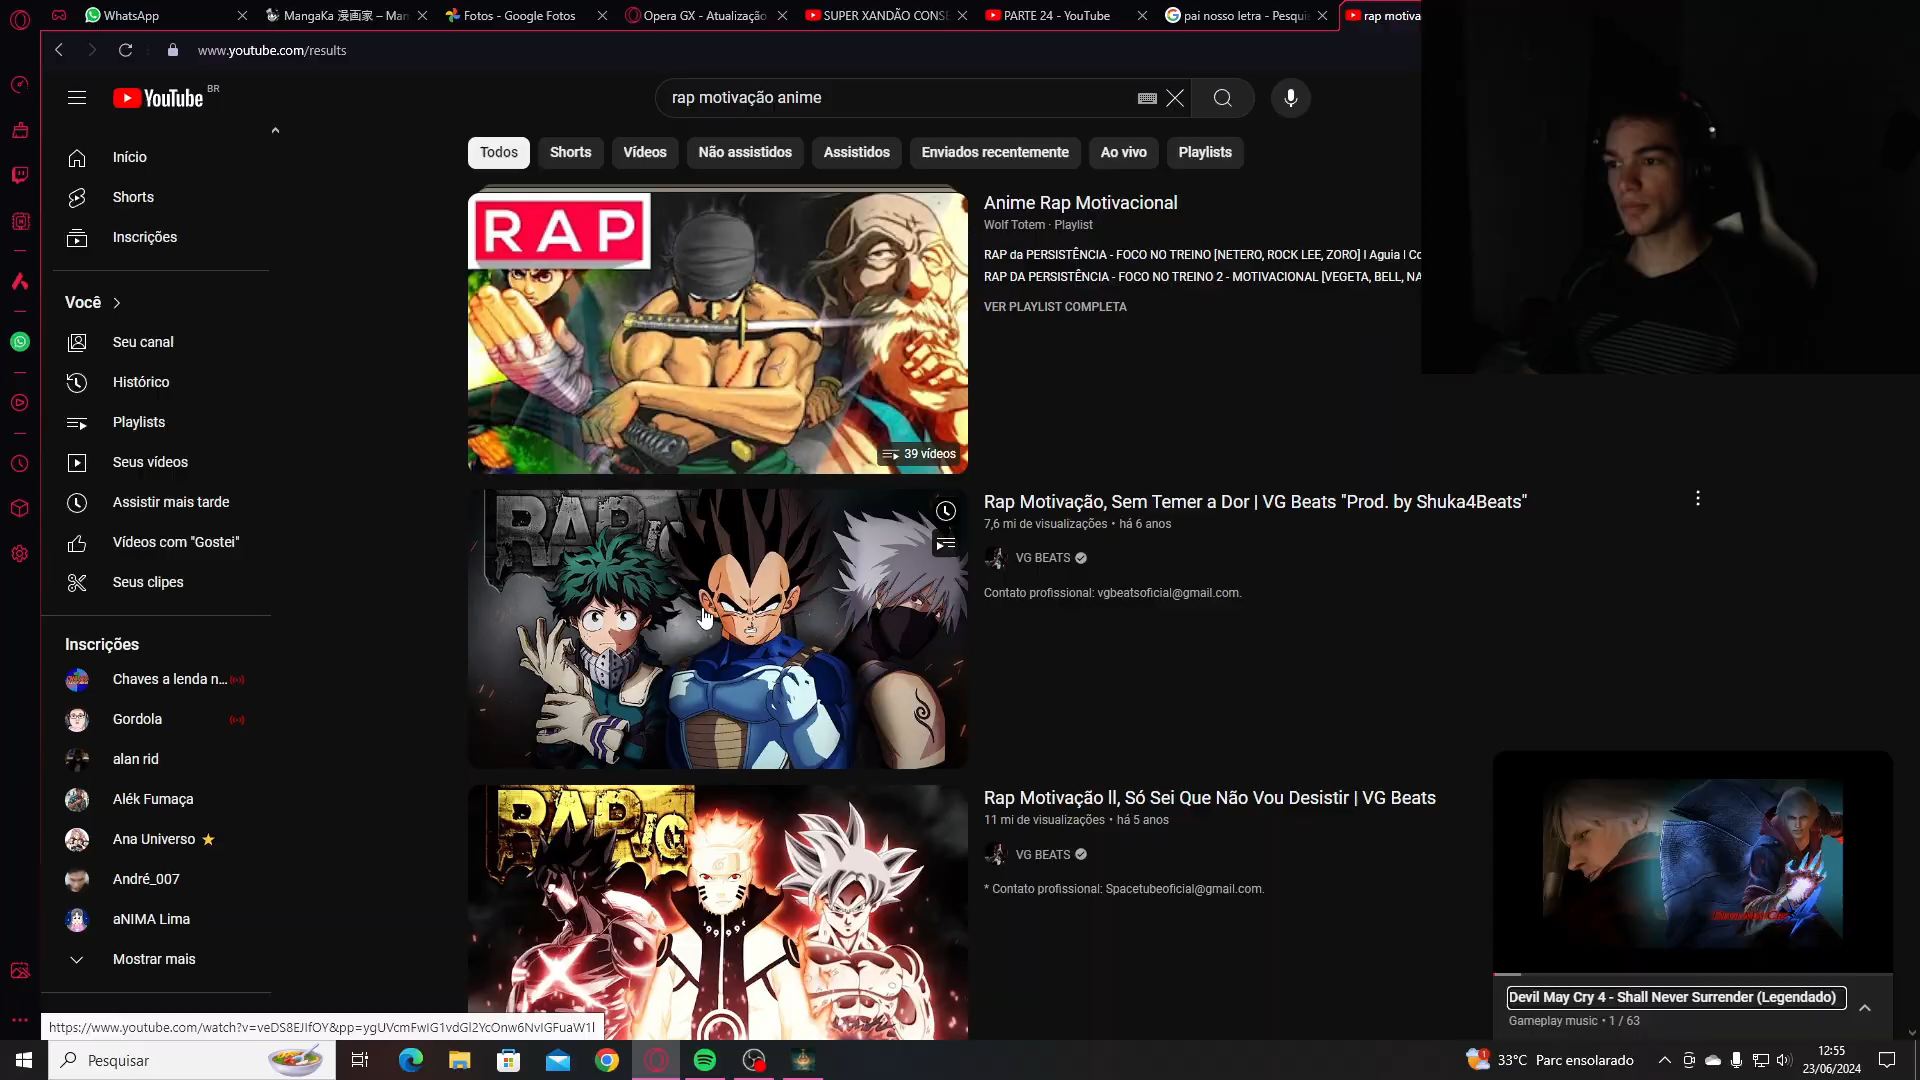 WhatsApp
MangaKa 漫画家 – Man
Fotos - Google Fotos
Opera GX - Atualização
SUPER XANDÃO CONSE
PARTE 24 - YouTube
pai nosso letra - Pesqui
rap motiva
www.youtube.com/results
YouTube BR
rap motivação anime
Todos
Shorts
Vídeos
Não assistidos
Assistidos
Enviados recentemente
Ao vivo
Playlists
Início
Shorts
Inscrições
Você
Seu canal
Histórico
Playlists
Seus vídeos
Assistir mais tarde
Vídeos com "Gostei"
Seus clipes
Inscrições
Chaves a lenda n...
Gordola
alan rid
Alék Fumaça
Ana Universo
André_007
aNIMA Lima
Mostrar mais
RAP
39 vídeos
Anime Rap Motivacional
Wolf Totem · Playlist
RAP da PERSISTÊNCIA - FOCO NO TREINO [NETERO, ROCK LEE, ZORO] | Aguia | Co
RAP DA PERSISTÊNCIA - FOCO NO TREINO 2 - MOTIVACIONAL [VEGETA, BELL, NA
VER PLAYLIST COMPLETA
RAP
Rap Motivação, Sem Temer a Dor | VG Beats "Prod. by Shuka4Beats"
7,6 mi de visualizações • há 6 anos
VG BEATS
Contato profissional: vgbeatsoficial@gmail.com.
RAP VG
Rap Motivação ll, Só Sei Que Não Vou Desistir | VG Beats
11 mi de visualizações • há 5 anos
VG BEATS
* Contato profissional: Spacetubeoficial@gmail.com.
Devil May Cry 4 - Shall Never Surrender (Legendado)
Gameplay music • 1 / 63
https://www.youtube.com/watch?v=veDS8EJIfOY&pp=ygUVcmFwIG1vdGl2YcOnw6NvIGFuaW1l
Pesquisar
1
33°C Parc ensolarado
12:55
23/06/2024